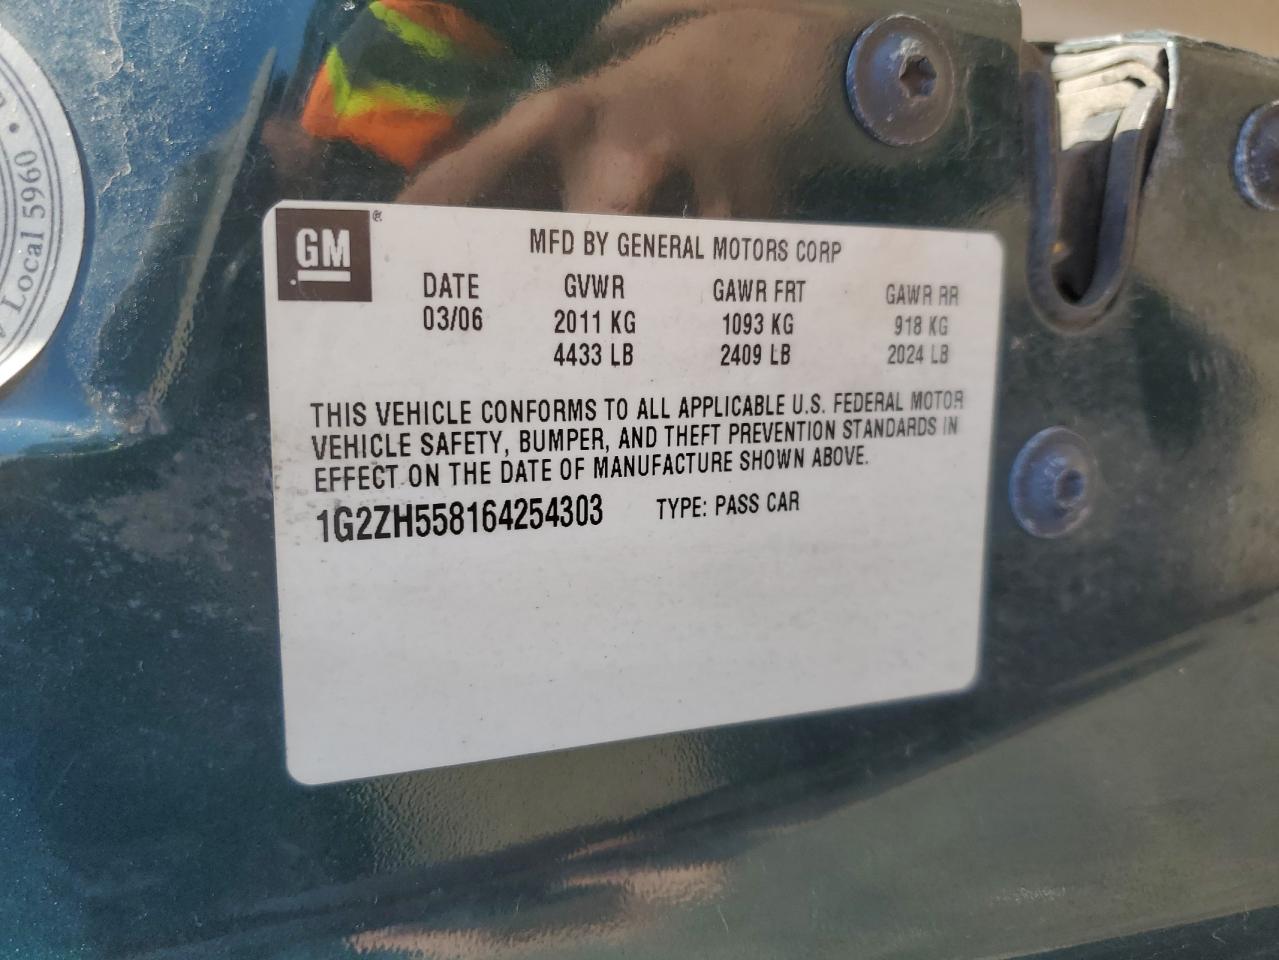 Local 5960
GM ®
MFD BY GENERAL MOTORS CORP
DATE GVWR GAWR FRT GAWR RR
03/06 2011 KG 1093 KG 918 KG
4433 LB 2409 LB 2024 LB
THIS VEHICLE CONFORMS TO ALL APPLICABLE U.S. FEDERAL MOTOR
VEHICLE SAFETY, BUMPER, AND THEFT PREVENTION STANDARDS IN
EFFECT ON THE DATE OF MANUFACTURE SHOWN ABOVE.
1G2ZH558164254303 TYPE: PASS CAR